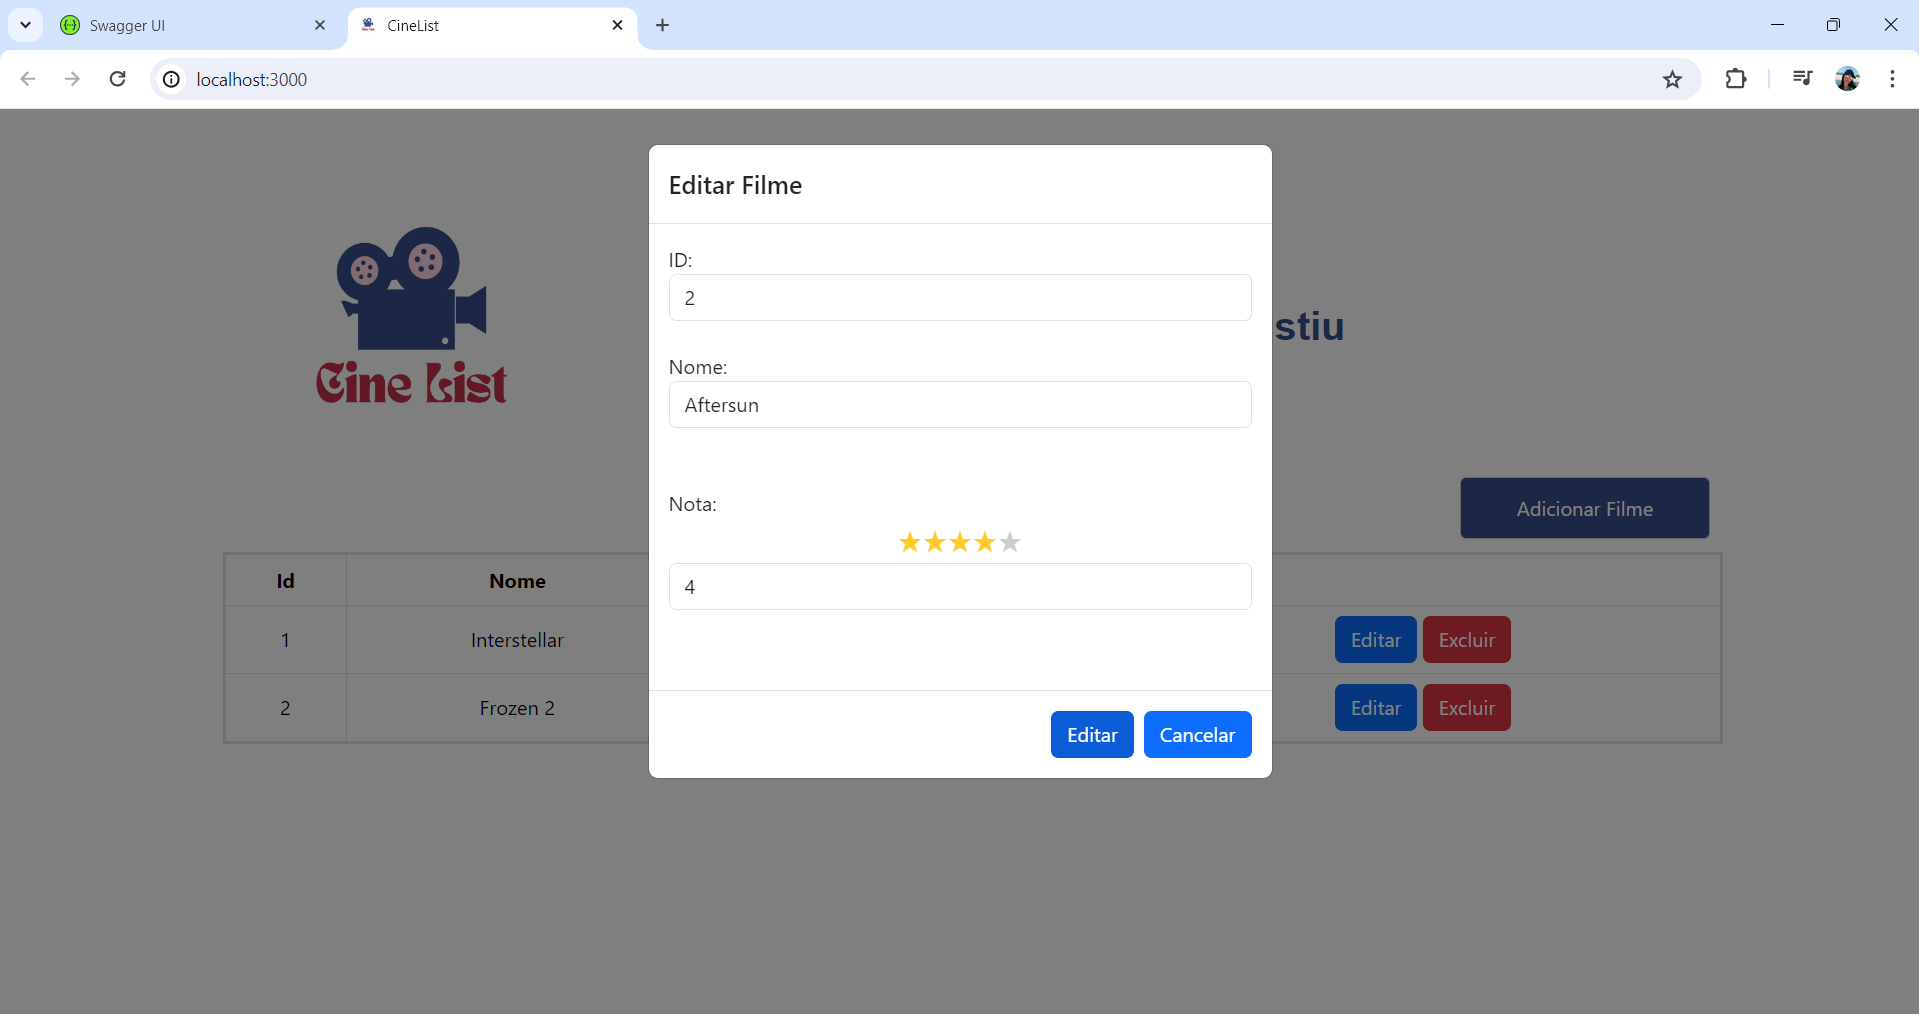 Swagger UI
CineList
localhost:3000
Editar Filme
ID:
2
Nome:
Aftersun
Nota:
4
Editar Cancelar
Cine List
stiu
Adicionar Filme
Id Nome
1 Interstellar Editar Excluir
2 Frozen 2 Editar Excluir